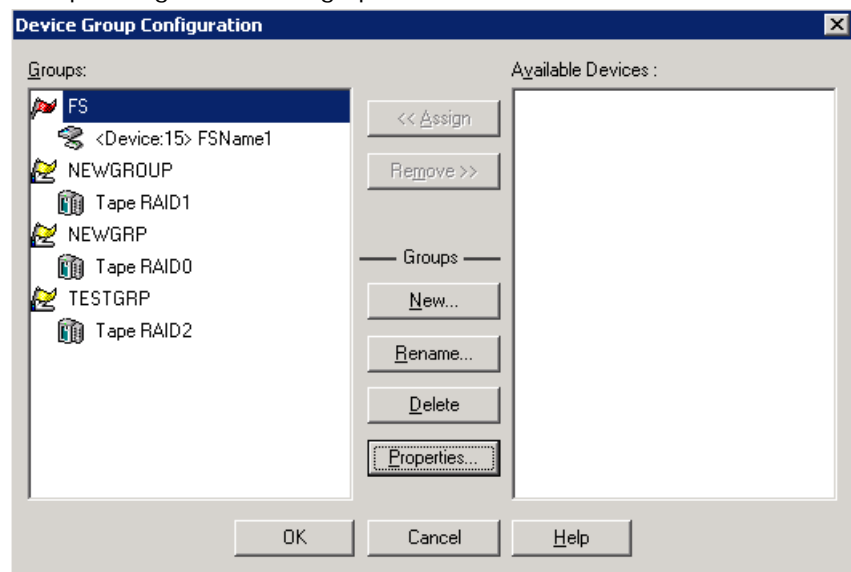 Device Group Configuration
Groups:
Available Devices :
FS
<Device:15> FSName1
NEWGROUP
Tape RAID1
NEWGRP
Tape RAID0
TESTGRP
Tape RAID2
<< Assign
Remove >>
Groups
New...
Rename...
Delete
Properties...
OK
Cancel
Help